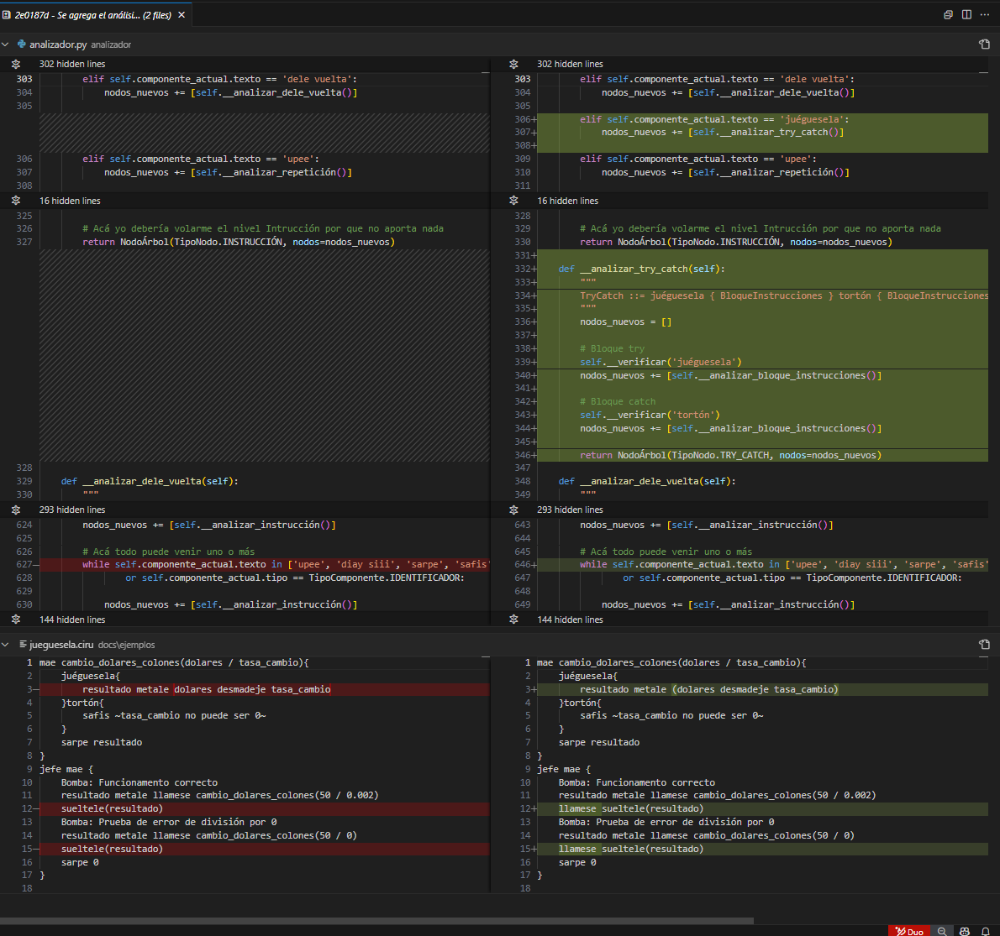 2e0187d - Se agrega el análisi... (2 files)
analizador.py analizador
302 hidden lines
303 elif self.componente_actual.texto == 'dele vuelta':
304 nodos_nuevos += [self.__analizar_dele_vuelta()]
305
306 elif self.componente_actual.texto == 'upee':
307 nodos_nuevos += [self.__analizar_repetición()]
308
16 hidden lines
325
326 # Acá yo debería volarme el nivel Intrucción por que no aporta nada
327 return NodoÁrbol(TipoNodo.INSTRUCCIÓN, nodos=nodos_nuevos)
328
329 def __analizar_dele_vuelta(self):
330 """
293 hidden lines
624 nodos_nuevos += [self.__analizar_instrucción()]
625
626 # Acá todo puede venir uno o más
627— while self.componente_actual.texto in ['upee', 'diay siii', 'sarpe', 'safis'
628 or self.componente_actual.tipo == TipoComponente.IDENTIFICADOR:
629
630 nodos_nuevos += [self.__analizar_instrucción()]
144 hidden lines
302 hidden lines
303 elif self.componente_actual.texto == 'dele vuelta':
304 nodos_nuevos += [self.__analizar_dele_vuelta()]
305
306+ elif self.componente_actual.texto == 'juéguesela':
307+ nodos_nuevos += [self.__analizar_try_catch()]
308+
309 elif self.componente_actual.texto == 'upee':
310 nodos_nuevos += [self.__analizar_repetición()]
311
16 hidden lines
328
329 # Acá yo debería volarme el nivel Intrucción por que no aporta nada
330 return NodoÁrbol(TipoNodo.INSTRUCCIÓN, nodos=nodos_nuevos)
331+
332+ def __analizar_try_catch(self):
333+ """
334+ TryCatch ::= juéguesela { BloqueInstrucciones } tortón { BloqueInstrucciones
335+ """
336+ nodos_nuevos = []
337+
338+ # Bloque try
339+ self.__verificar('juéguesela')
340+ nodos_nuevos += [self.__analizar_bloque_instrucciones()]
341+
342+ # Bloque catch
343+ self.__verificar('tortón')
344+ nodos_nuevos += [self.__analizar_bloque_instrucciones()]
345+
346+ return NodoÁrbol(TipoNodo.TRY_CATCH, nodos=nodos_nuevos)
347
348 def __analizar_dele_vuelta(self):
349 """
293 hidden lines
643 nodos_nuevos += [self.__analizar_instrucción()]
644
645 # Acá todo puede venir uno o más
646+ while self.componente_actual.texto in ['upee', 'diay siii', 'sarpe', 'safis'
647 or self.componente_actual.tipo == TipoComponente.IDENTIFICADOR:
648
649 nodos_nuevos += [self.__analizar_instrucción()]
144 hidden lines
jueguesela.ciru docs\ejemplos
1 mae cambio_dolares_colones(dolares / tasa_cambio){
2 juéguesela{
3— resultado metale dolares desmadeje tasa_cambio
4 }tortón{
5 safis ~tasa_cambio no puede ser 0~
6 }
7 sarpe resultado
8 }
9 jefe mae {
10 Bomba: Funcionamento correcto
11 resultado metale llamese cambio_dolares_colones(50 / 0.002)
12— sueltele(resultado)
13 Bomba: Prueba de error de división por 0
14 resultado metale llamese cambio_dolares_colones(50 / 0)
15— sueltele(resultado)
16 sarpe 0
17 }
18
1 mae cambio_dolares_colones(dolares / tasa_cambio){
2 juéguesela{
3+ resultado metale (dolares desmadeje tasa_cambio)
4 }tortón{
5 safis ~tasa_cambio no puede ser 0~
6 }
7 sarpe resultado
8 }
9 jefe mae {
10 Bomba: Funcionamento correcto
11 resultado metale llamese cambio_dolares_colones(50 / 0.002)
12+ llamese sueltele(resultado)
13 Bomba: Prueba de error de división por 0
14 resultado metale llamese cambio_dolares_colones(50 / 0)
15+ llamese sueltele(resultado)
16 sarpe 0
17 }
18
Duo